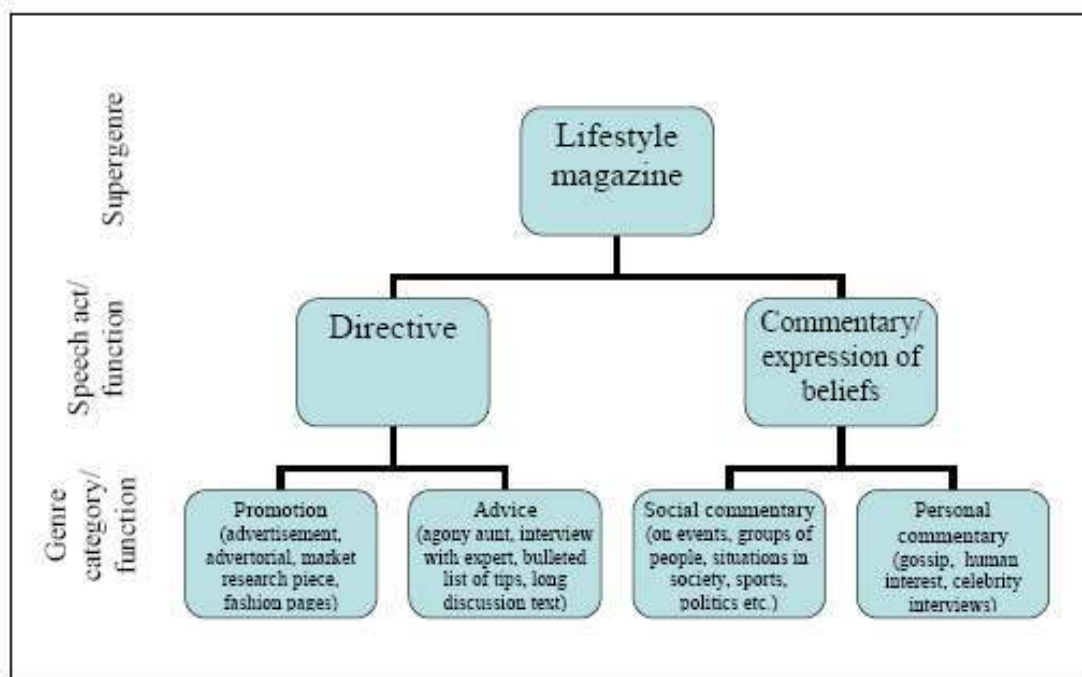 Supergenre
Lifestyle
magazine
Speech act/
function
Directive
Commentary/
expression of
beliefs
Genre
category/
function
Promotion
(advertisement,
advertorial, market
research piece,
fashion pages)
Advice
(agony aunt, interview
with expert, bulleted
list of tips, long
discussion text)
Social commentary
(on events, groups of
people, situations in
society, sports,
politics etc.)
Personal
commentary
(gossip, human
interest, celebrity
interviews)